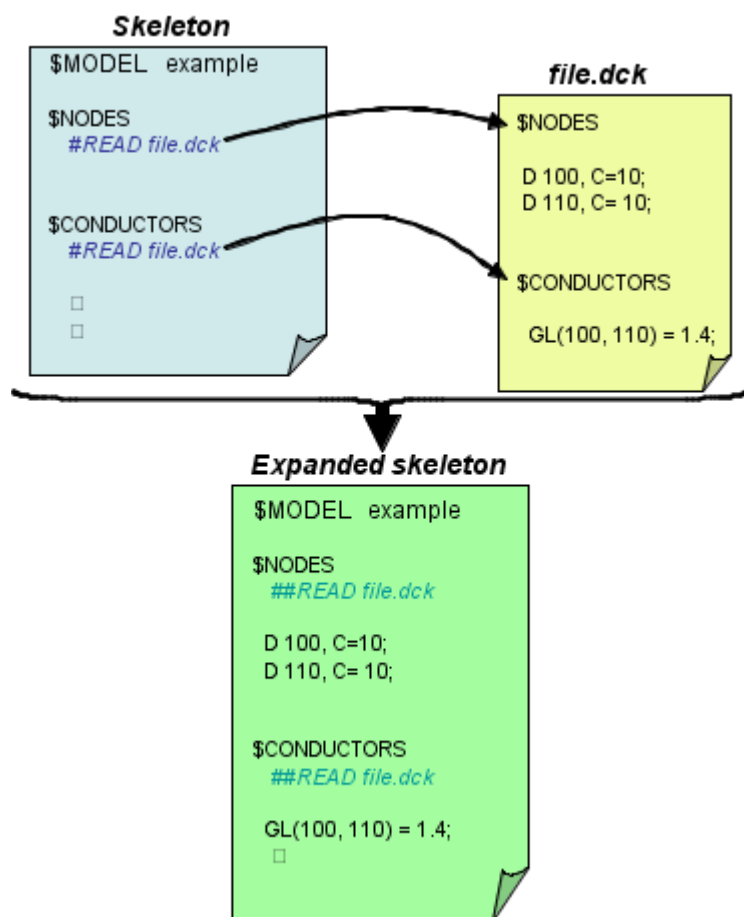 Skeleton
$MODEL example
$NODES
#READ file.dck
$CONDUCTORS
#READ file.dck
file.dck
$NODES
D 100, C=10;
D 110, C= 10;
$CONDUCTORS
GL(100, 110) = 1.4;
Expanded skeleton
$MODEL example
$NODES
##READ file.dck
D 100, C=10;
D 110, C= 10;
$CONDUCTORS
##READ file.dck
GL(100, 110) = 1.4;